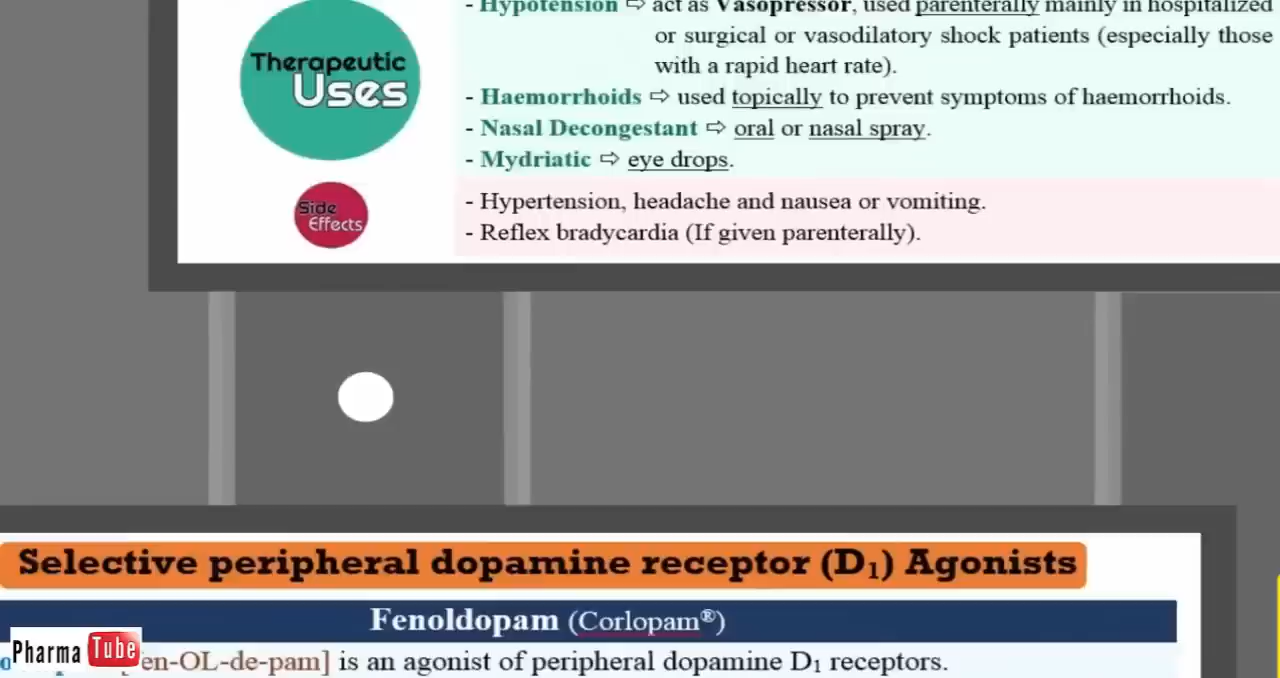 - Hypotension ⇨ act as Vasopressor, used parenterally mainly in hospitalized
or surgical or vasodilatory shock patients (especially those
with a rapid heart rate).
Therapeutic
Uses
- Haemorrhoids ⇨ used topically to prevent symptoms of haemorrhoids.
- Nasal Decongestant ⇨ oral or nasal spray.
- Mydriatic ⇨ eye drops.
Side
Effects
- Hypertension, headache and nausea or vomiting.
- Reflex bradycardia (If given parenterally).
Selective peripheral dopamine receptor (D₁) Agonists
Fenoldopam (Corlopam®)
en-OL-de-pam] is an agonist of peripheral dopamine D₁ receptors.
Pharma Tube